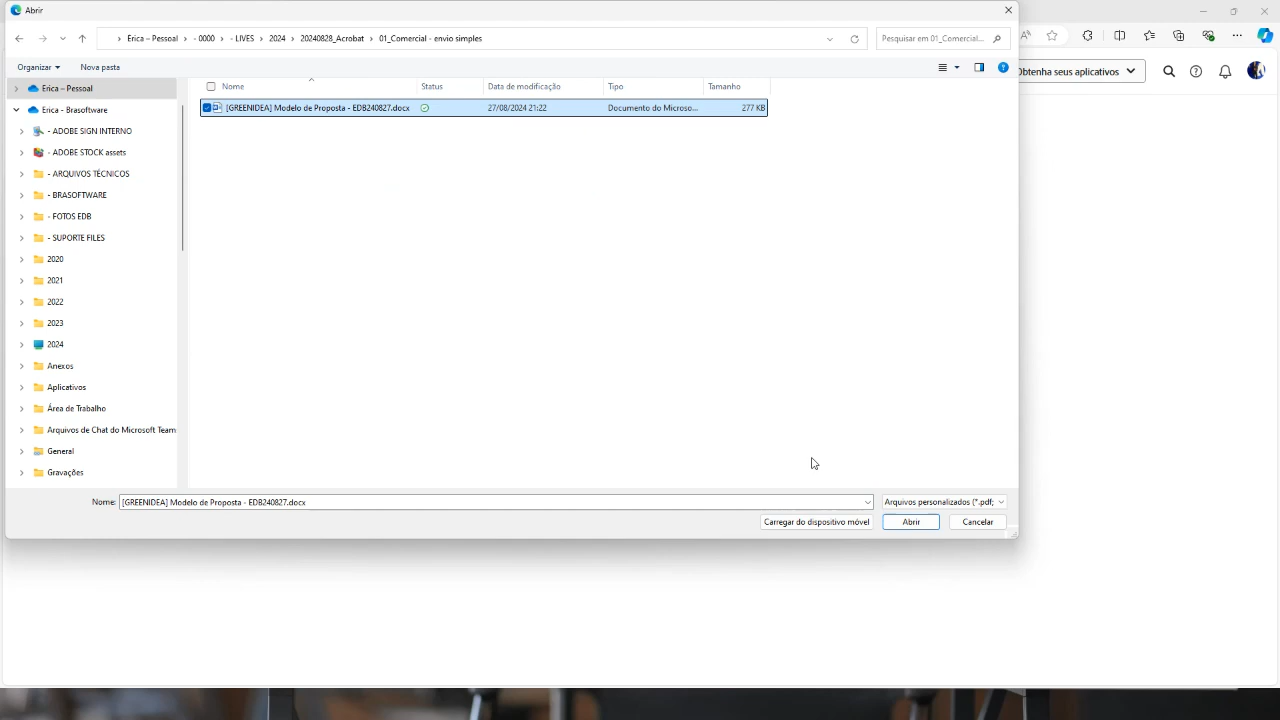 Abrir
Erica – Pessoal › - 0000 › - LIVES › 2024 › 20240828_Acrobat › 01_Comercial - envio simples
Pesquisar em 01_Comercial...
Organizar
Nova pasta
Obtenha seus aplicativos
Nome
Status
Data de modificação
Tipo
Tamanho
[GREENIDEA] Modelo de Proposta - EDB240827.docx
27/08/2024 21:22
Documento do Microso...
277 KB
Erica – Pessoal
Erica - Brasoftware
- ADOBE SIGN INTERNO
- ADOBE STOCK assets
- ARQUIVOS TÉCNICOS
- BRASOFTWARE
- FOTOS EDB
- SUPORTE FILES
2020
2021
2022
2023
2024
Anexos
Aplicativos
Área de Trabalho
Arquivos de Chat do Microsoft Team
General
Gravações
Nome: [GREENIDEA] Modelo de Proposta - EDB240827.docx
Arquivos personalizados (*.pdf;
Carregar do dispositivo móvel
Abrir
Cancelar